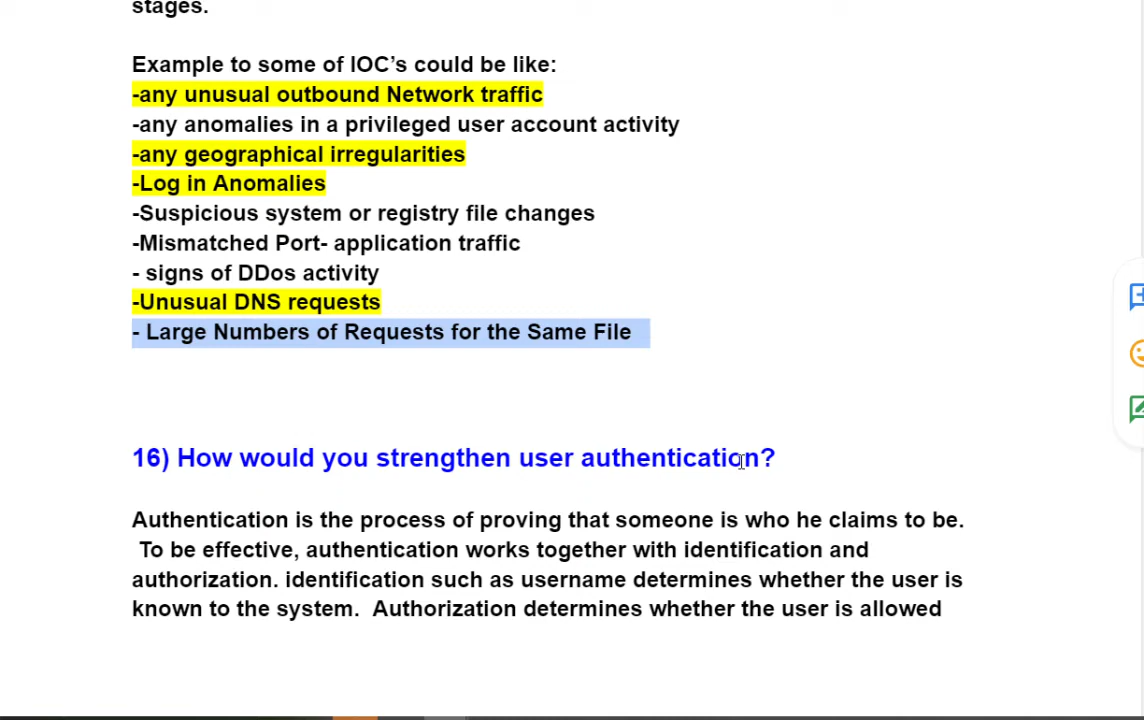 stages.
Example to some of IOC’s could be like:
-any unusual outbound Network traffic
-any anomalies in a privileged user account activity
-any geographical irregularities
-Log in Anomalies
-Suspicious system or registry file changes
-Mismatched Port- application traffic
- signs of DDos activity
-Unusual DNS requests
- Large Numbers of Requests for the Same File
16) How would you strengthen user authentication?
Authentication is the process of proving that someone is who he claims to be.
To be effective, authentication works together with identification and
authorization. identification such as username determines whether the user is
known to the system.  Authorization determines whether the user is allowed